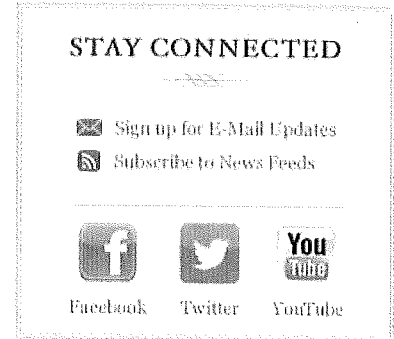 STAY CONNECTED
Sign up for E-Mail Updates
Subscribe to News Feeds
f
You
Tube
Facebook Twitter YouTube